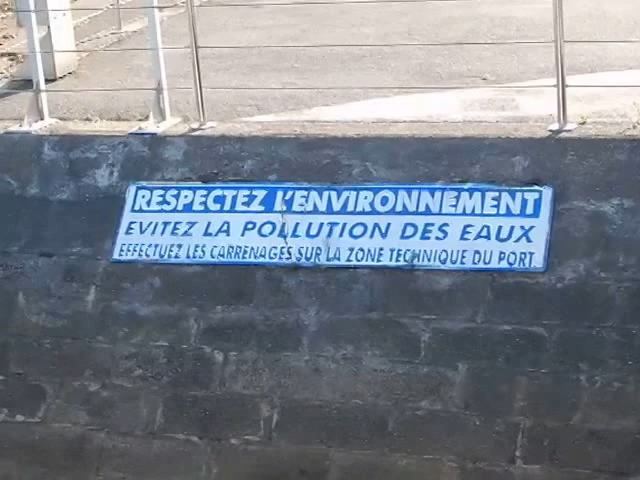 RESPECTEZ L'ENVIRONNEMENT
EVITEZ LA POLLUTION DES EAUX
EFFECTUEZ LES CARRENAGES SUR LA ZONE TECHNIQUE DU PORT